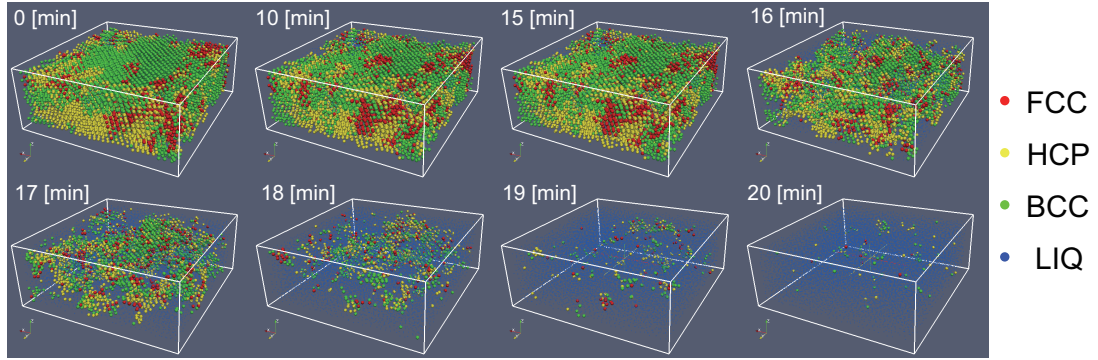 0 [min]
10 [min]
15 [min]
16 [min]
17 [min]
18 [min]
19 [min]
20 [min]
FCC
HCP
BCC
LIQ